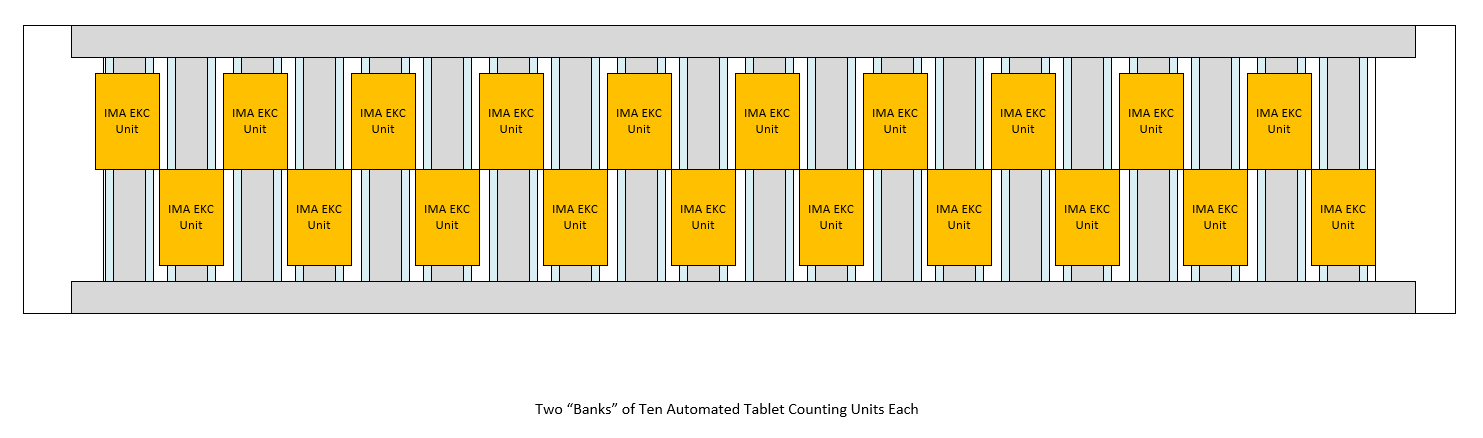 IMA EKC
Unit
IMA EKC
Unit
IMA EKC
Unit
IMA EKC
Unit
IMA EKC
Unit
IMA EKC
Unit
IMA EKC
Unit
IMA EKC
Unit
IMA EKC
Unit
IMA EKC
Unit
IMA EKC
Unit
IMA EKC
Unit
IMA EKC
Unit
IMA EKC
Unit
IMA EKC
Unit
IMA EKC
Unit
IMA EKC
Unit
IMA EKC
Unit
IMA EKC
Unit
IMA EKC
Unit
Two “Banks” of Ten Automated Tablet Counting Units Each